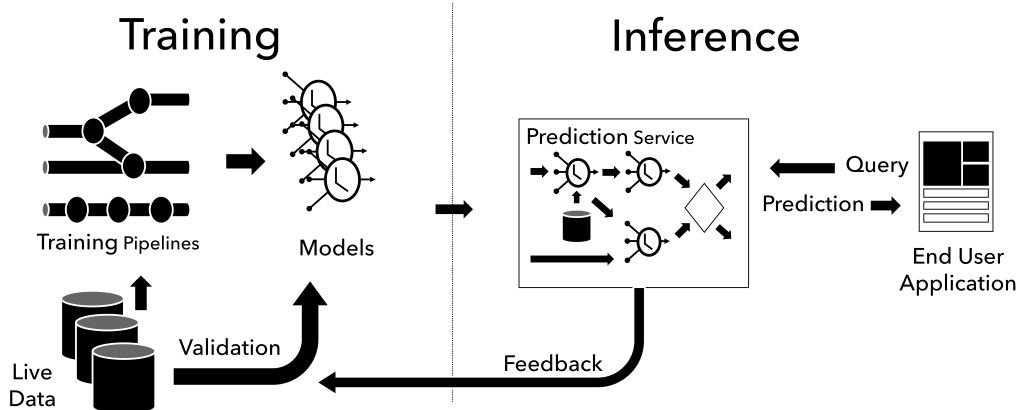 Training
Inference
Prediction Service
Query
Prediction
Training Pipelines
Models
End User
Application
Validation
Feedback
Live
Data